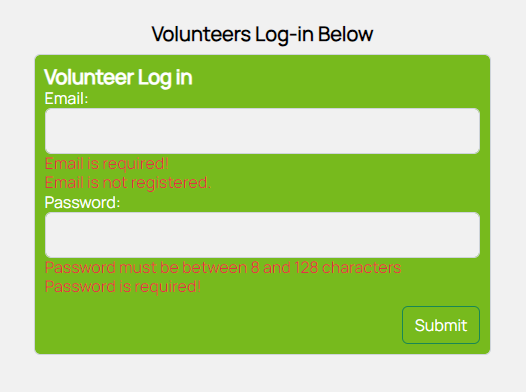 Volunteers Log-in Below
Volunteer Log in
Email:
Email is required!
Email is not registered.
Password:
Password must be between 8 and 128 characters
Password is required!
Submit